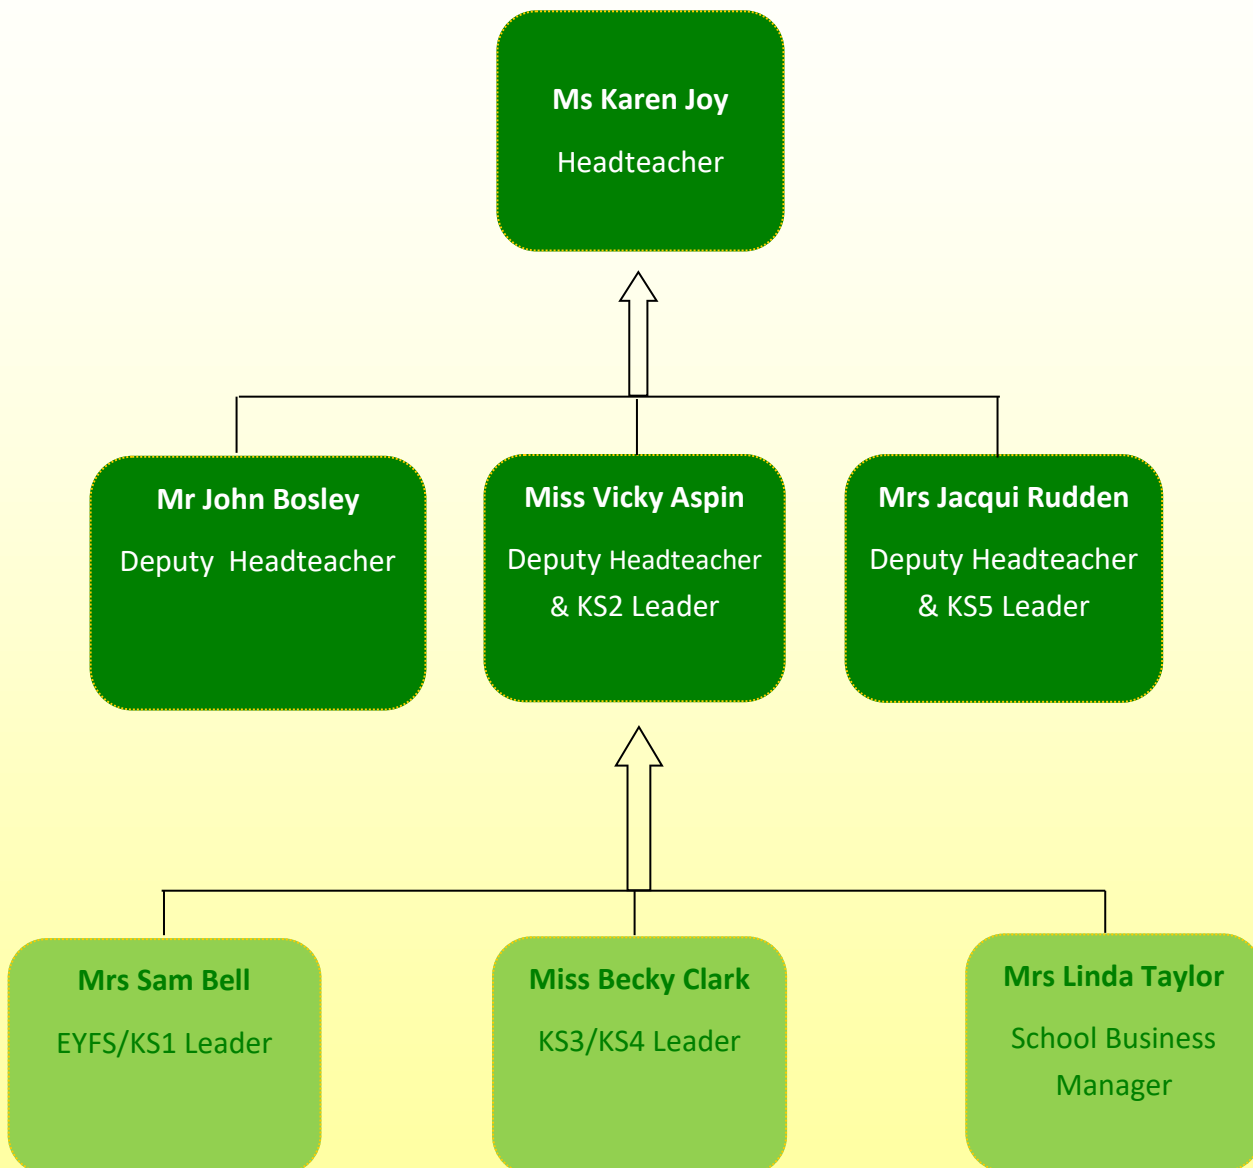 Ms Karen Joy
Headteacher
Mr John Bosley
Deputy Headteacher
Miss Vicky Aspin
Deputy Headteacher
& KS2 Leader
Mrs Jacqui Rudden
Deputy Headteacher
& KS5 Leader
Mrs Sam Bell
EYFS/KS1 Leader
Miss Becky Clark
KS3/KS4 Leader
Mrs Linda Taylor
School Business
Manager